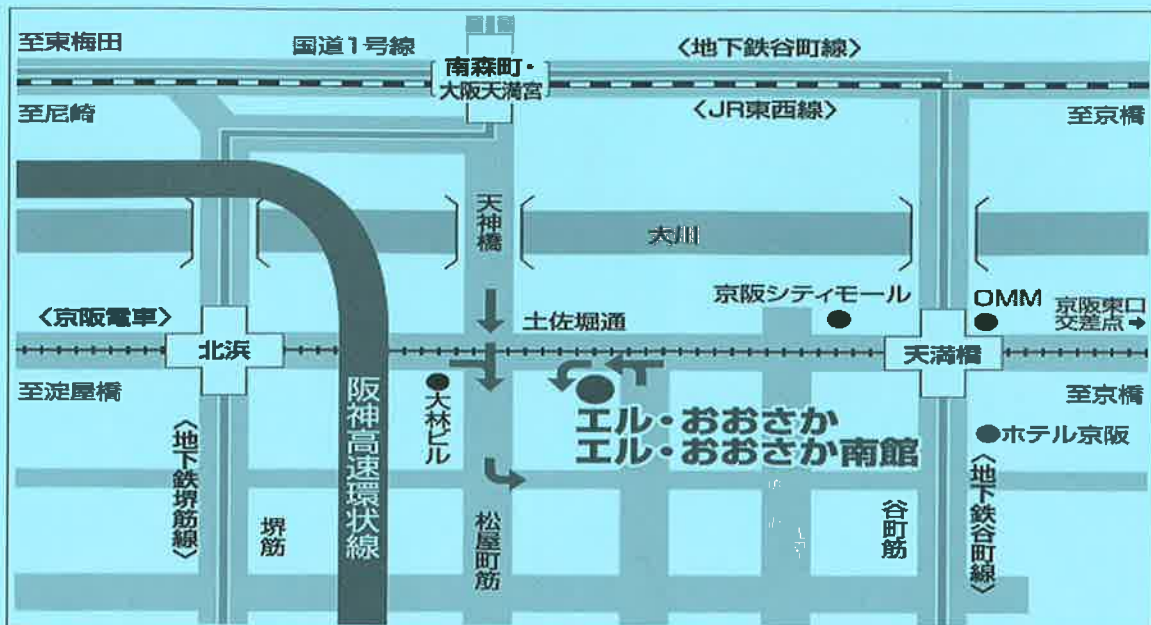 至東梅田
国道1号線
〈地下鉄谷町線〉
南森町・
大阪天満宮
至尼崎
〈JR東西線〉
至京橋
天神橋
大川
京阪シティモール
OMM
京阪東口
交差点➡
〈京阪電車〉
土佐堀通
北浜
天満橋
至淀屋橋
大林ビル
エル・おおさか
エル・おおさか南館
至京橋
ホテル京阪
〈地下鉄堺筋線〉
堺筋
阪神高速環状線
松屋町筋
谷町筋
〈地下鉄谷町線〉